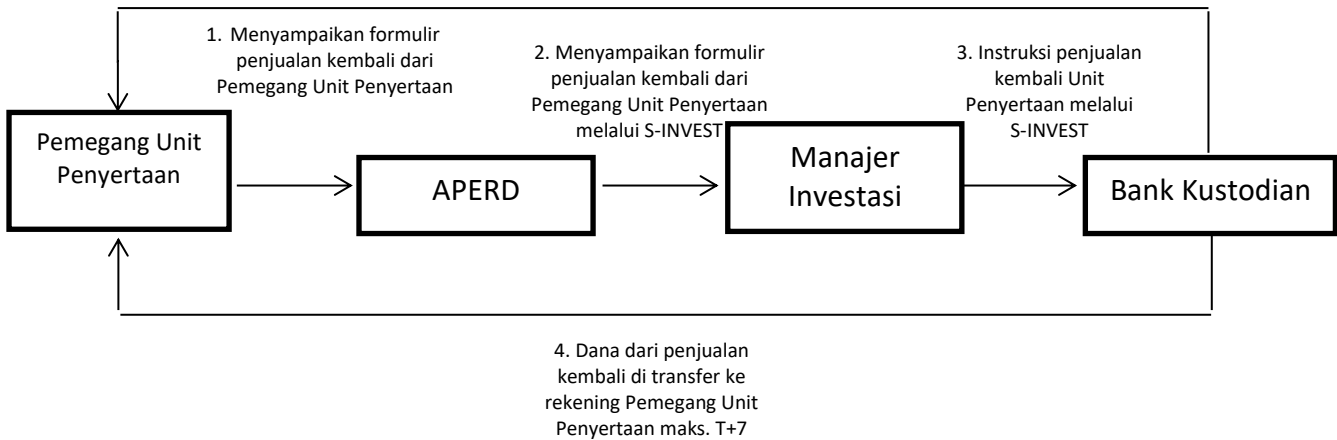 1. Menyampaikan formulir
penjualan kembali dari
Pemegang Unit Penyertaan
2. Menyampaikan formulir
penjualan kembali dari
Pemegang Unit Penyertaan
melalui S-INVEST
3. Instruksi penjualan
kembali Unit
Penyertaan melalui
S-INVEST
Pemegang Unit
Penyertaan
APERD
Manajer
Investasi
Bank Kustodian
4. Dana dari penjualan
kembali di transfer ke
rekening Pemegang Unit
Penyertaan maks. T+7